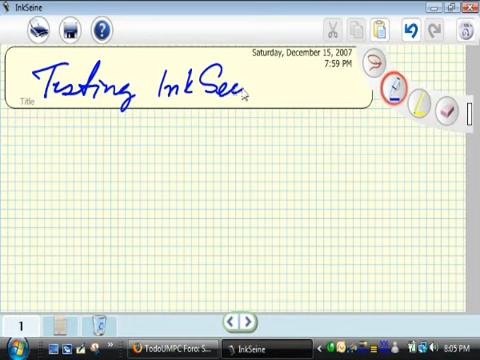 InkSeine
Saturday, December 15, 2007
7:59 PM
Testing InkSee
Title
1
TodoUMPC Foro: S...
InkSeine
8:05 PM